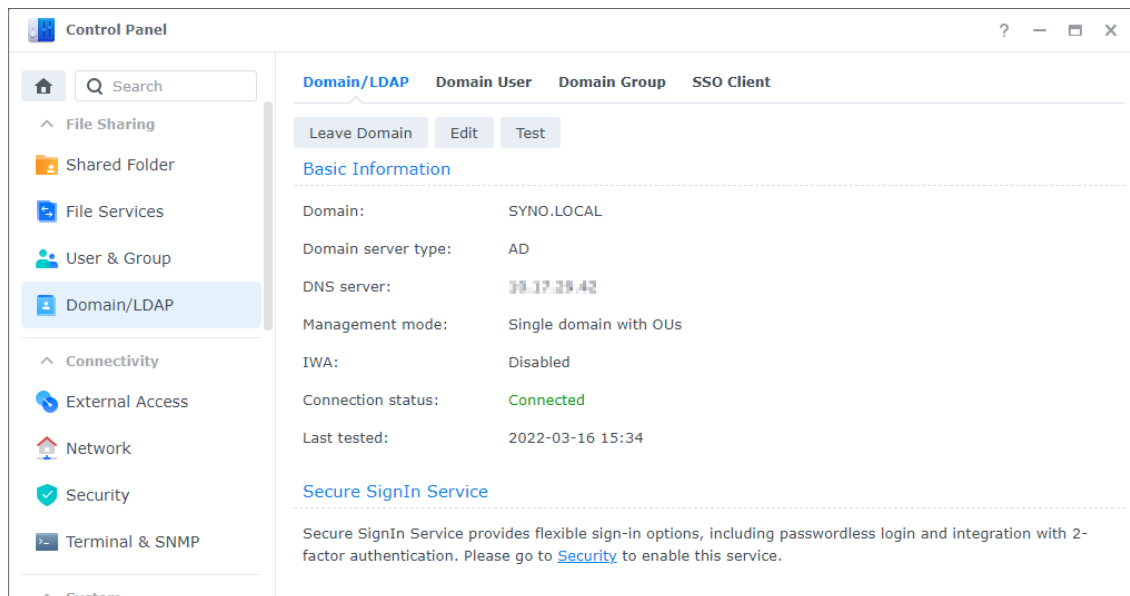 Control Panel
Search
File Sharing
Shared Folder
File Services
User & Group
Domain/LDAP
Connectivity
External Access
Network
Security
Terminal & SNMP
Domain/LDAP Domain User Domain Group SSO Client
Leave Domain Edit Test
Basic Information
Domain: SYNO.LOCAL
Domain server type: AD
DNS server:
Management mode: Single domain with OUs
IWA: Disabled
Connection status: Connected
Last tested: 2022-03-16 15:34
Secure SignIn Service
Secure SignIn Service provides flexible sign-in options, including passwordless login and integration with 2-
factor authentication. Please go to Security to enable this service.